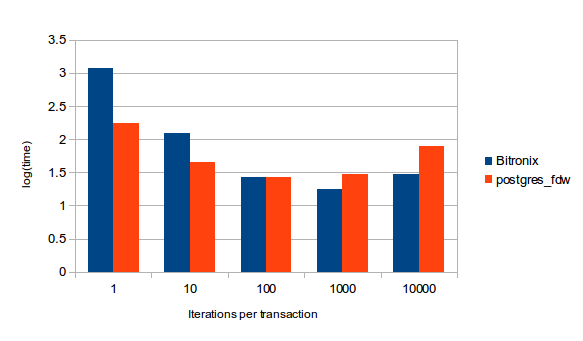 3.5
3
2.5
2
1.5
1
0.5
0
log(time)
1 10 100 1000 10000
Iterations per transaction
Bitronix
postgres_fdw